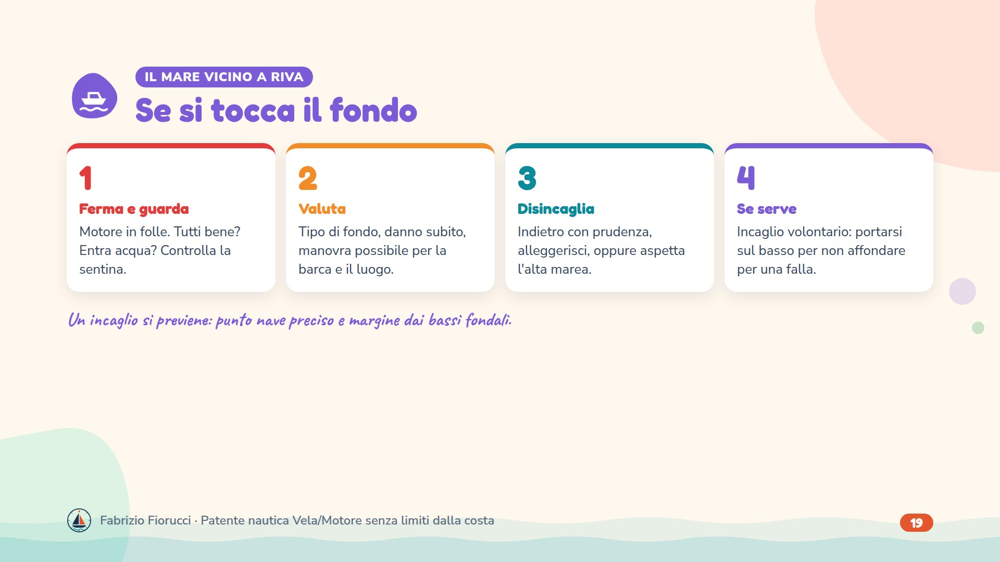 IL MARE VICINO A RIVA
Se si tocca il fondo
1
Ferma e guarda
Motore in folle. Tutti bene?
Entra acqua? Controlla la
sentina.
2
Valuta
Tipo di fondo, danno subito,
manovra possibile per la
barca e il luogo.
3
Disincaglia
Indietro con prudenza,
alleggerisci, oppure aspetta
l'alta marea.
4
Se serve
Incaglio volontario: portarsi
sul basso per non affondare
per una falla.
Un incaglio si previene: punto nave preciso e margine dai bassi fondali.
Fabrizio Fiorucci · Patente nautica Vela/Motore senza limiti dalla costa
19